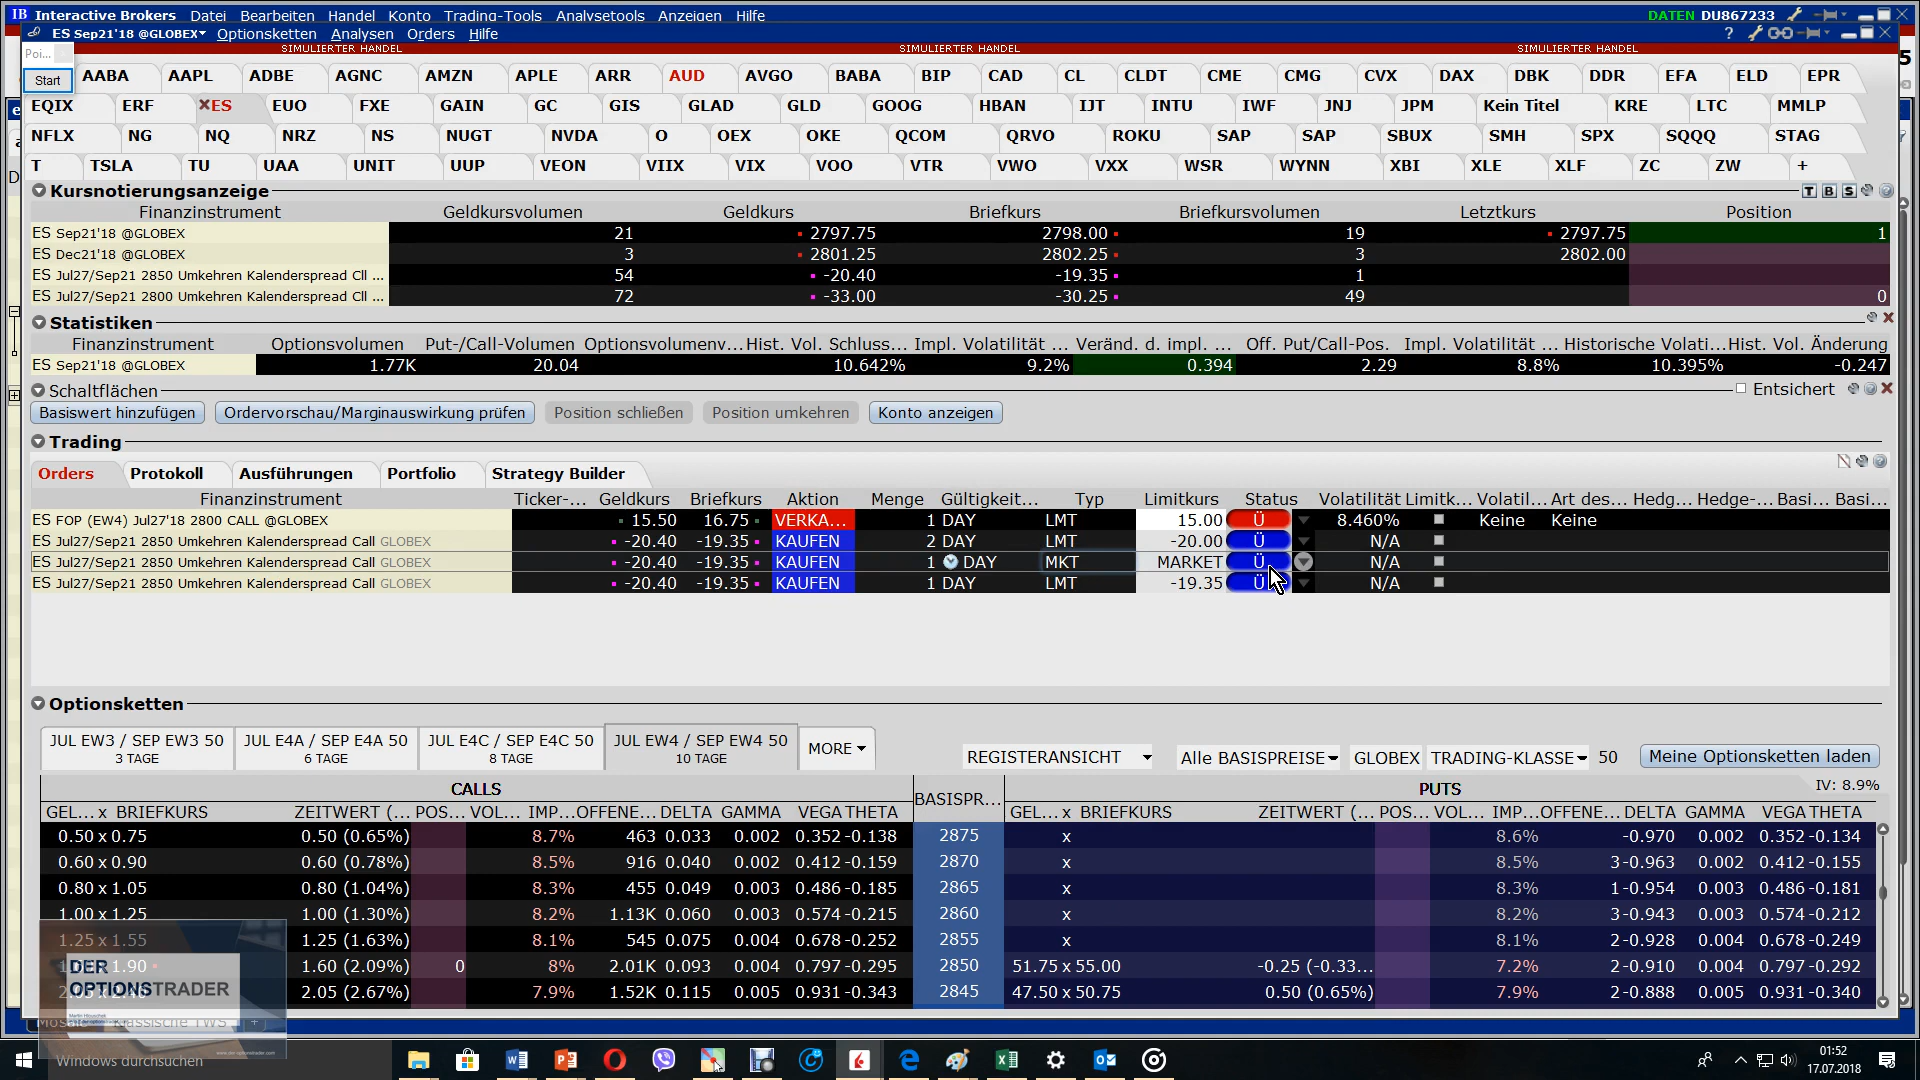 IB Interactive Brokers Datei Bearbeiten Handel Konto Trading-Tools Analysetools Anzeigen Hilfe DATEN DU867233
ES Sep21'18 @GLOBEX Optionsketten Analysen Orders Hilfe ?
SIMULIERTER HANDEL SIMULIERTER HANDEL SIMULIERTER HANDEL
Poi...
Start AABA AAPL ADBE AGNC AMZN APLE ARR AUD AVGO BABA BIP CAD CL CLDT CME CMG CVX DAX DBK DDR EFA ELD EPR
EQIX ERF ES EUO FXE GAIN GC GIS GLAD GLD GOOG HBAN IJT INTU IWF JNJ JPM Kein Titel KRE LTC MMLP
NFLX NG NQ NRZ NS NUGT NVDA O OEX OKE QCOM QRVO ROKU SAP SAP SBUX SMH SPX SQQQ STAG
T TSLA TU UAA UNIT UUP VEON VIIX VIX VOO VTR VWO VXX WSR WYNN XBI XLE XLF ZC ZW +
Kursnotierungsanzeige T B S
Finanzinstrument Geldkursvolumen Geldkurs Briefkurs Briefkursvolumen Letztkurs Position
ES Sep21'18 @GLOBEX 21 2797.75 2798.00 19 2797.75 1
ES Dec21'18 @GLOBEX 3 2801.25 2802.25 3 2802.00
ES Jul27/Sep21 2850 Umkehren Kalenderspread Cll ... 54 -20.40 -19.35 1
ES Jul27/Sep21 2800 Umkehren Kalenderspread Cll ... 72 -33.00 -30.25 49 0
Statistiken
Finanzinstrument Optionsvolumen Put-/Call-Volumen Optionsvolumenv... Hist. Vol. Schluss... Impl. Volatilität ... Veränd. d. impl. ... Off. Put/Call-Pos. Impl. Volatilität ... Historische Volati... Hist. Vol. Änderung
ES Sep21'18 @GLOBEX 1.77K 20.04 10.642% 9.2% 0.394 2.29 8.8% 10.395% -0.247
Schaltflächen Entsichert
Basiswert hinzufügen Ordervorschau/Marginauswirkung prüfen Position schließen Position umkehren Konto anzeigen
Trading
Orders Protokoll Ausführungen Portfolio Strategy Builder
Finanzinstrument Ticker-... Geldkurs Briefkurs Aktion Menge Gültigkeit... Typ Limitkurs Status Volatilität Limitk... Volatil... Art des... Hedg... Hedge-... Basi... Basi...
ES FOP (EW4) Jul27'18 2800 CALL @GLOBEX 15.50 16.75 VERKA... 1 DAY LMT 15.00 Ü 8.460% Keine Keine
ES Jul27/Sep21 2850 Umkehren Kalenderspread Call GLOBEX -20.40 -19.35 KAUFEN 2 DAY LMT -20.00 Ü N/A
ES Jul27/Sep21 2850 Umkehren Kalenderspread Call GLOBEX -20.40 -19.35 KAUFEN 1 DAY MKT MARKET Ü N/A
ES Jul27/Sep21 2850 Umkehren Kalenderspread Call GLOBEX -20.40 -19.35 KAUFEN 1 DAY LMT -19.35 Ü N/A
Optionsketten
JUL EW3 / SEP EW3 50 JUL E4A / SEP E4A 50 JUL E4C / SEP E4C 50 JUL EW4 / SEP EW4 50
3 TAGE 6 TAGE 8 TAGE 10 TAGE
MORE REGISTERANSICHT Alle BASISPREISE GLOBEX TRADING-KLASSE 50 Meine Optionsketten laden
CALLS PUTS IV: 8.9%
GEL... x BRIEFKURS ZEITWERT (... POS... VOL... IMP... OFFENE... DELTA GAMMA VEGA THETA BASISPR... GEL... x BRIEFKURS ZEITWERT (... POS... VOL... IMP... OFFENE... DELTA GAMMA VEGA THETA
0.50 x 0.75 0.50 (0.65%) 8.7% 463 0.033 0.002 0.352 -0.138 2875 x 8.6% -0.970 0.002 0.352 -0.134
0.60 x 0.90 0.60 (0.78%) 8.5% 916 0.040 0.002 0.412 -0.159 2870 x 8.5% 3 -0.963 0.002 0.412 -0.155
0.80 x 1.05 0.80 (1.04%) 8.3% 455 0.049 0.003 0.486 -0.185 2865 x 8.3% 1 -0.954 0.003 0.486 -0.181
1.00 x 1.25 1.00 (1.30%) 8.2% 1.13K 0.060 0.003 0.574 -0.215 2860 x 8.2% 3 -0.943 0.003 0.574 -0.212
1.25 x 1.55 1.25 (1.63%) 8.1% 545 0.075 0.004 0.678 -0.252 2855 x 8.1% 2 -0.928 0.004 0.678 -0.249
1.90 1.60 (2.09%) 0 8% 2.01K 0.093 0.004 0.797 -0.295 2850 51.75 x 55.00 -0.25 (-0.33... 7.2% 2 -0.910 0.004 0.797 -0.292
2.05 (2.67%) 7.9% 1.52K 0.115 0.005 0.931 -0.343 2845 47.50 x 50.75 0.50 (0.65%) 7.9% 2 -0.888 0.005 0.931 -0.340
DER
OPTIONSTRADER
Mosaic Klassische TWS +
Windows durchsuchen
01:52
17.07.2018